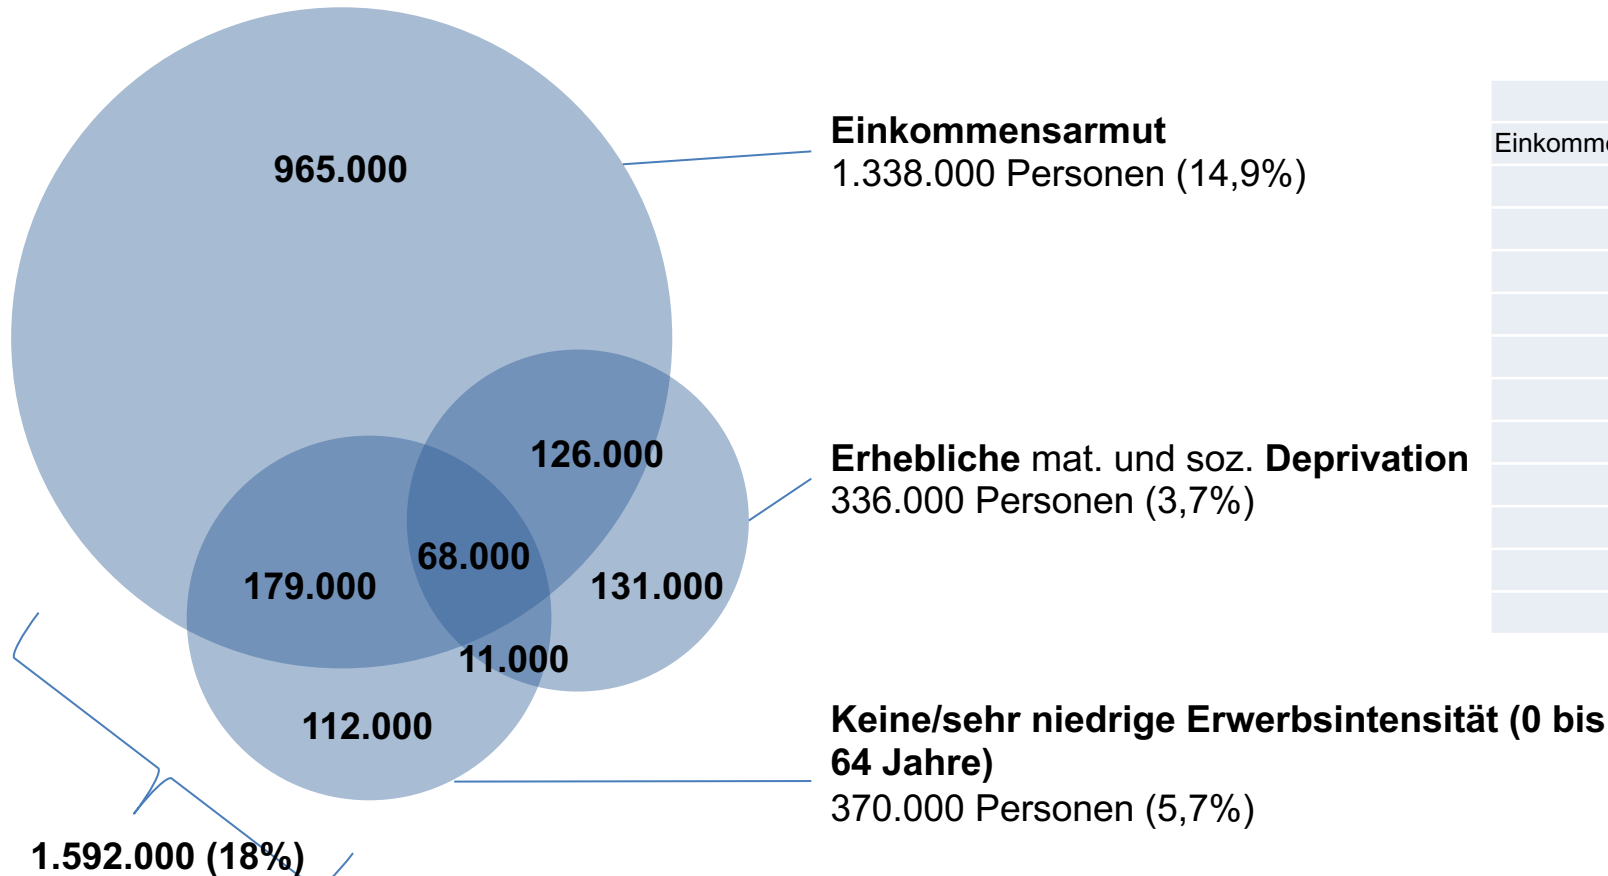 965.000
126.000
68.000
179.000
131.000
11.000
112.000
1.592.000 (18%)
Einkommensarmut
1.338.000 Personen (14,9%)
Erhebliche mat. und soz. Deprivation
336.000 Personen (3,7%)
Keine/sehr niedrige Erwerbsintensität (0 bis
64 Jahre)
370.000 Personen (5,7%)